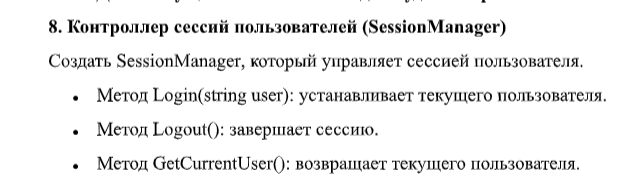 8. Контроллер сессий пользователей (SessionManager)
Создать SessionManager, который управляет сессией пользователя.
• Метод Login(string user): устанавливает текущего пользователя.
• Метод Logout(): завершает сессию.
• Метод GetCurrentUser(): возвращает текущего пользователя.